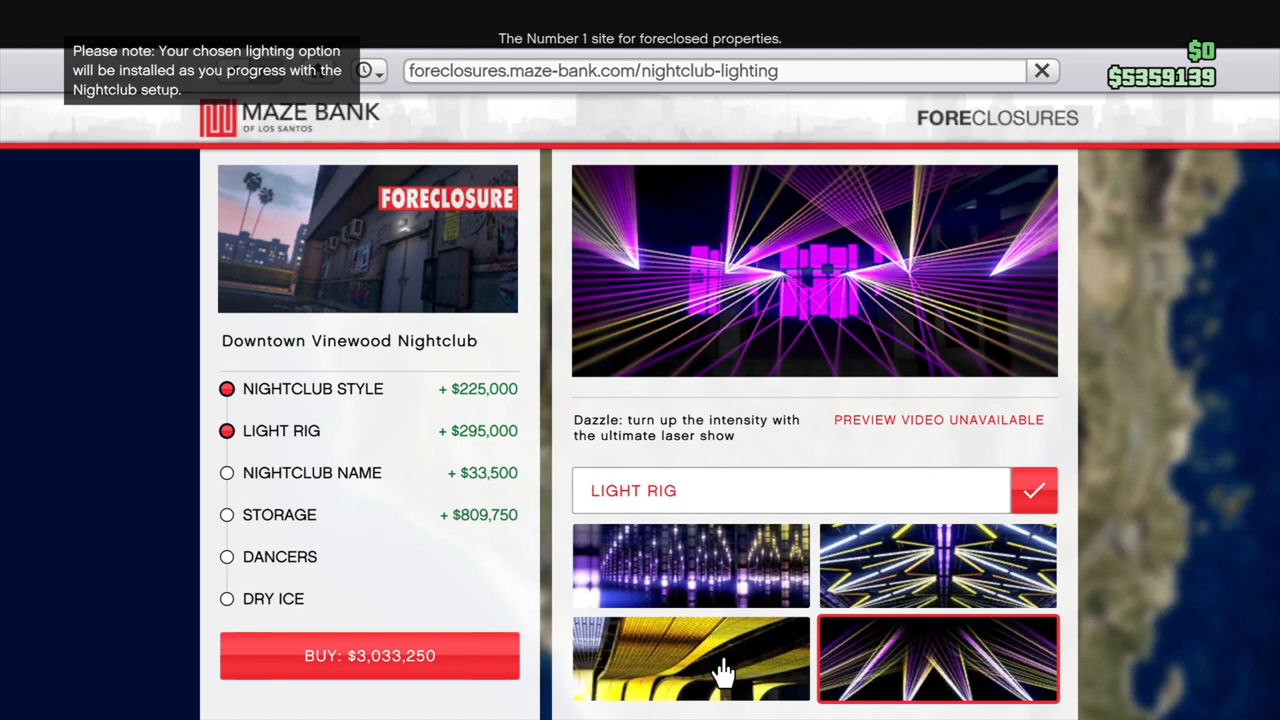 The Number 1 site for foreclosed properties.
Please note: Your chosen lighting option
will be installed as you progress with the
Nightclub setup.
foreclosures.maze-bank.com/nightclub-lighting
$0
$5359139
MAZE BANK
OF LOS SANTOS
FORECLOSURES
FORECLOSURE
Downtown Vinewood Nightclub
NIGHTCLUB STYLE + $225,000
LIGHT RIG + $295,000
NIGHTCLUB NAME + $33,500
STORAGE + $809,750
DANCERS
DRY ICE
BUY: $3,033,250
Dazzle: turn up the intensity with
the ultimate laser show
PREVIEW VIDEO UNAVAILABLE
LIGHT RIG